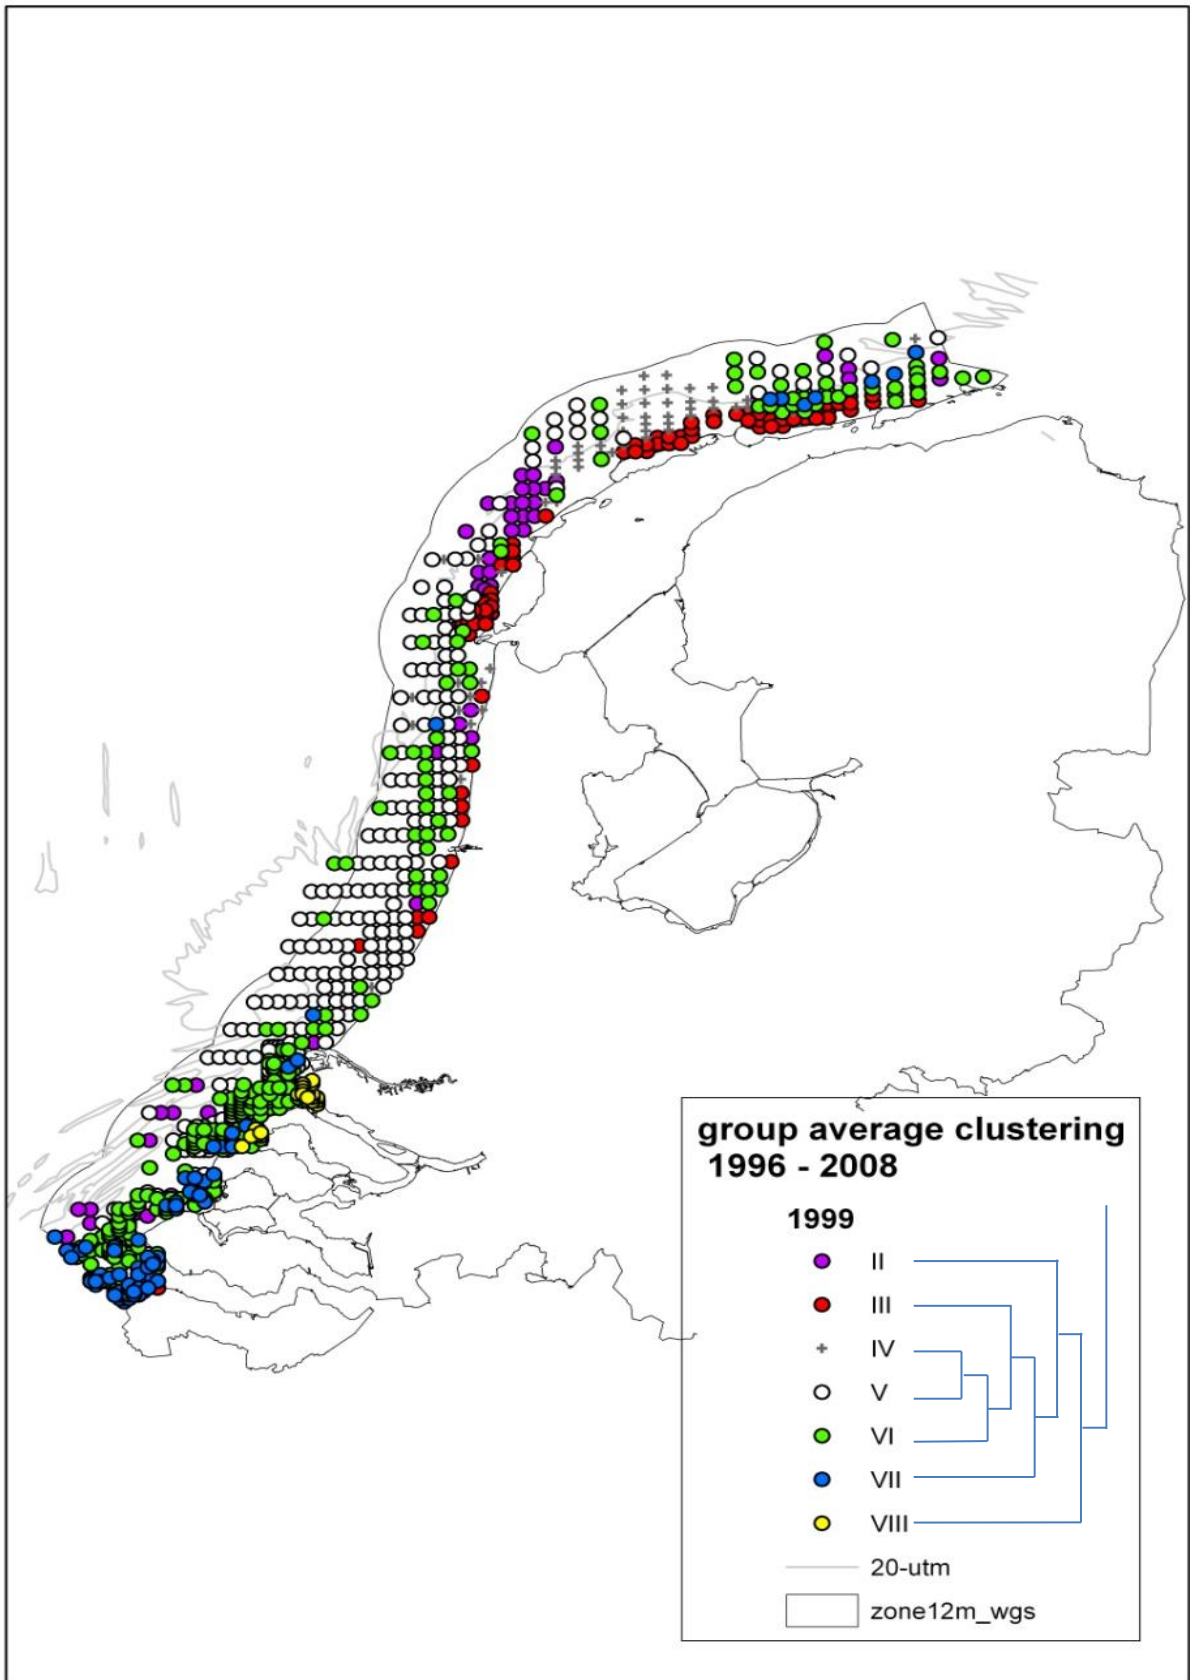 group average clustering
1996 - 2008
1999
II
III
IV
V
VI
VII
VIII
20-utm
zone12m_wgs